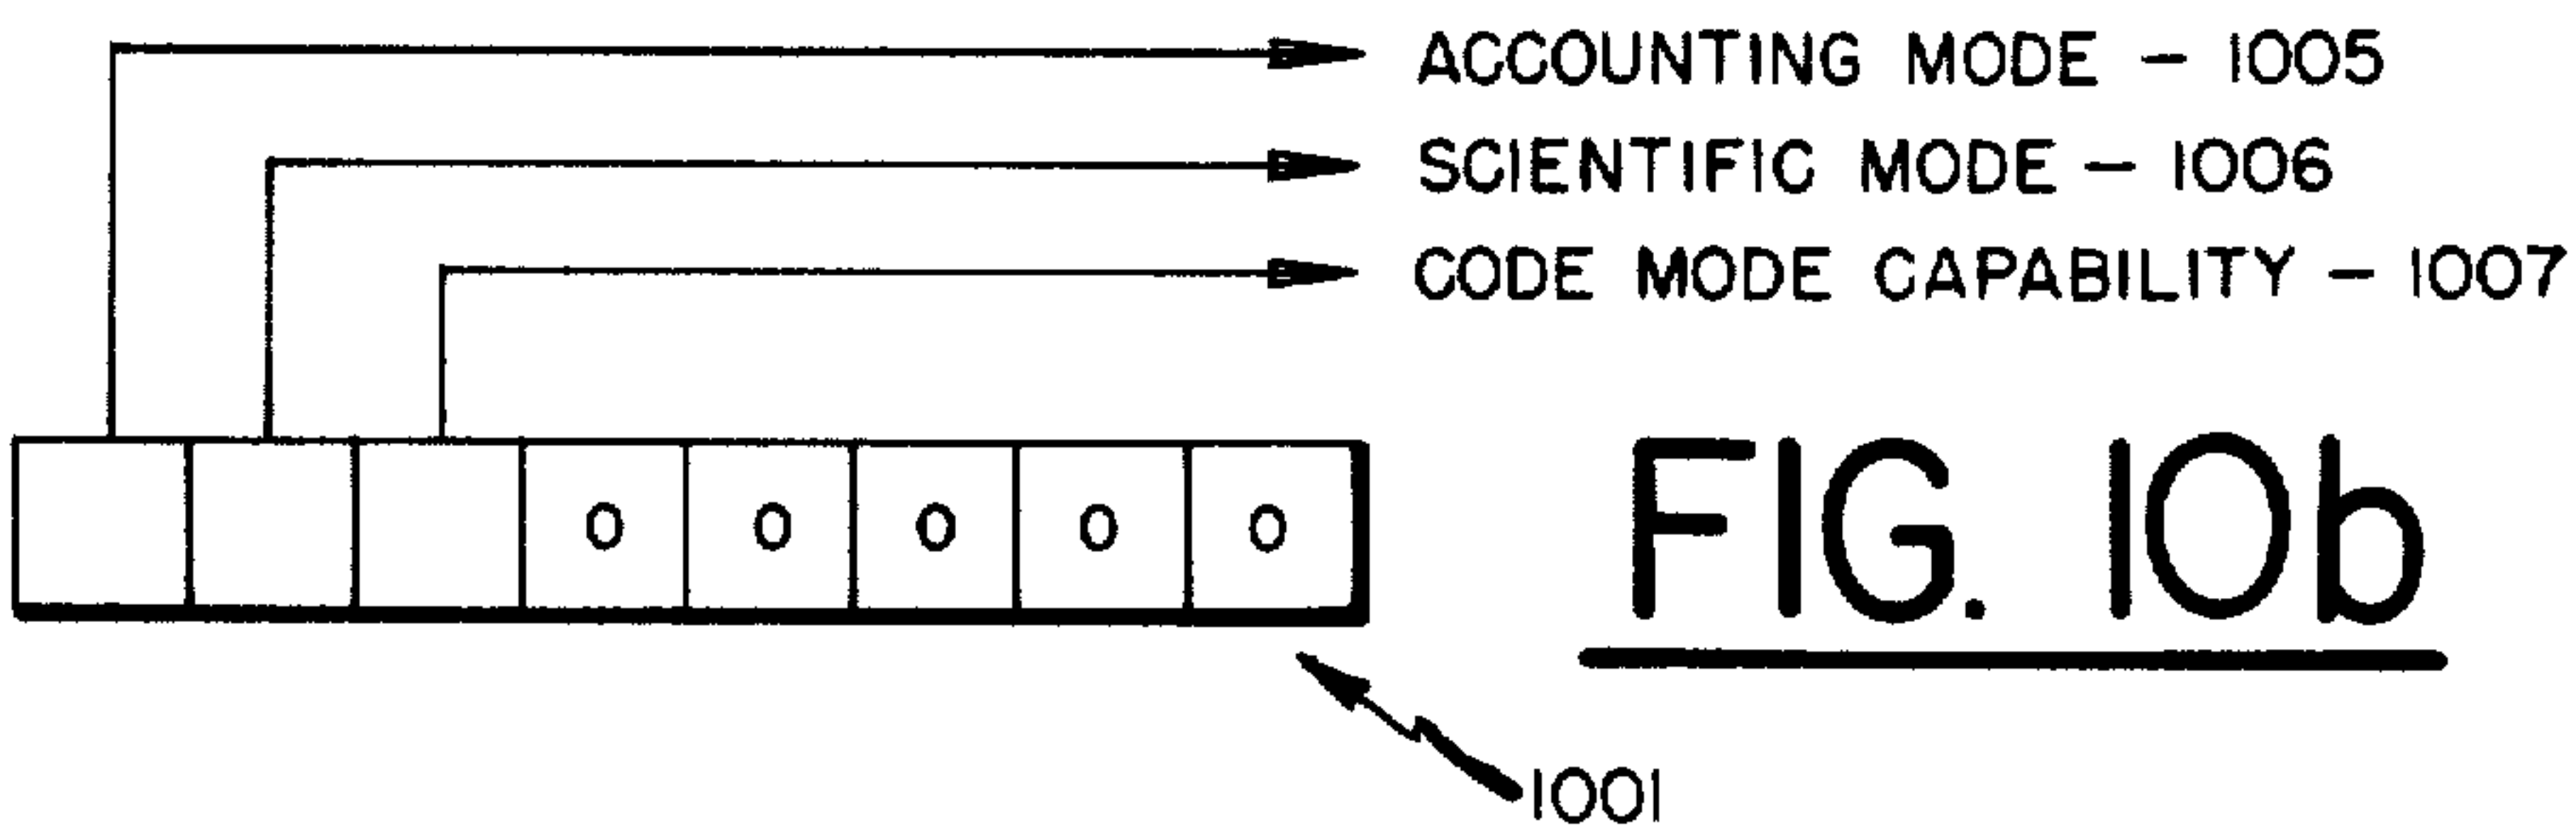 ACCOUNTING MODE – 1005
SCIENTIFIC MODE – 1006
CODE MODE CAPABILITY – 1007
0 0 0 0 0
FIG. 10b
1001